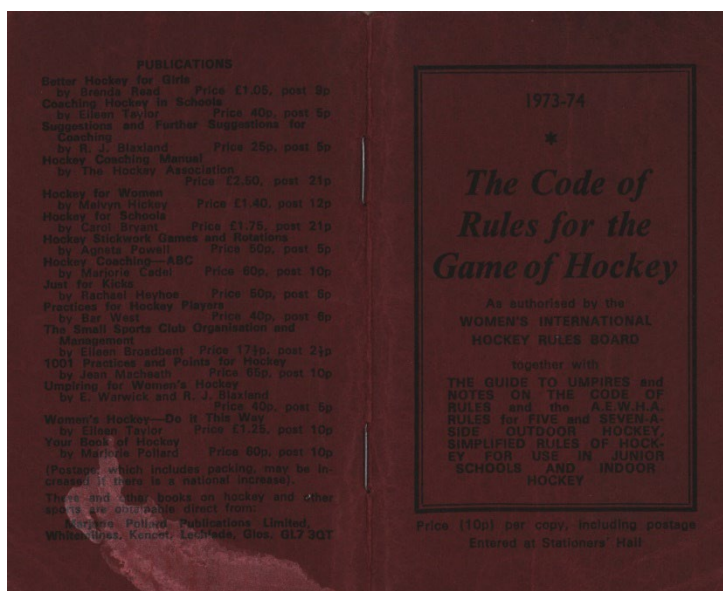 PUBLICATIONS
Better Hockey for Girls
by Brenda Read Price £1.05, post 9p
Coaching Hockey in Schools
by Eileen Taylor Price 40p, post 5p
Suggestions and Further Suggestions for
Coaching
by R. J. Blaxland Price 25p, post 5p
Hockey Coaching Manual
by The Hockey Association
Price £2.50, post 21p
Hockey for Women
by Melvyn Hickey Price £1.40, post 12p
Hockey for Schools
by Carol Bryant Price £1.75, post 21p
Hockey Stickwork Games and Rotations
by Agneta Powell Price 50p, post 5p
Hockey Coaching—ABC
by Marjorie Cadel Price 60p, post 10p
Just for Kicks
by Rachael Heyhoe Price 50p, post 5p
Practices for Hockey Players
by Bar West Price 40p, post 6p
The Small Sports Club Organisation and
Management
by Eileen Broadbent Price 17½p, post 2½p
1001 Practices and Points for Hockey
by Jean Macheath Price 65p, post 10p
Umpiring for Women's Hockey
by E. Warwick and R. J. Blaxland
Price 40p, post 5p
Women's Hockey—Do it This Way
by Eileen Taylor Price £1.25, post 10p
Your Book of Hockey
by Marjorie Pollard Price 60p, post 10p
(Postage, which includes packing, may be in-
creased if there is a national increase).
These and other books on hockey and other
sports are obtainable direct from:
Marjorie Pollard Publications Limited,
Whiteralines, Kencot, Lechlade, Glos. GL7 3QT
1973-74
*
The Code of
Rules for the
Game of Hockey
As authorised by the
WOMEN'S INTERNATIONAL
HOCKEY RULES BOARD
together with
THE GUIDE TO UMPIRES and
NOTES ON THE CODE OF
RULES and the A.E.W.H.A.
RULES for FIVE and SEVEN-A-
SIDE OUTDOOR HOCKEY,
SIMPLIFIED RULES OF HOCK-
EY FOR USE IN JUNIOR
SCHOOLS AND INDOOR
HOCKEY
Price (10p) per copy, including postage
Entered at Stationers' Hall